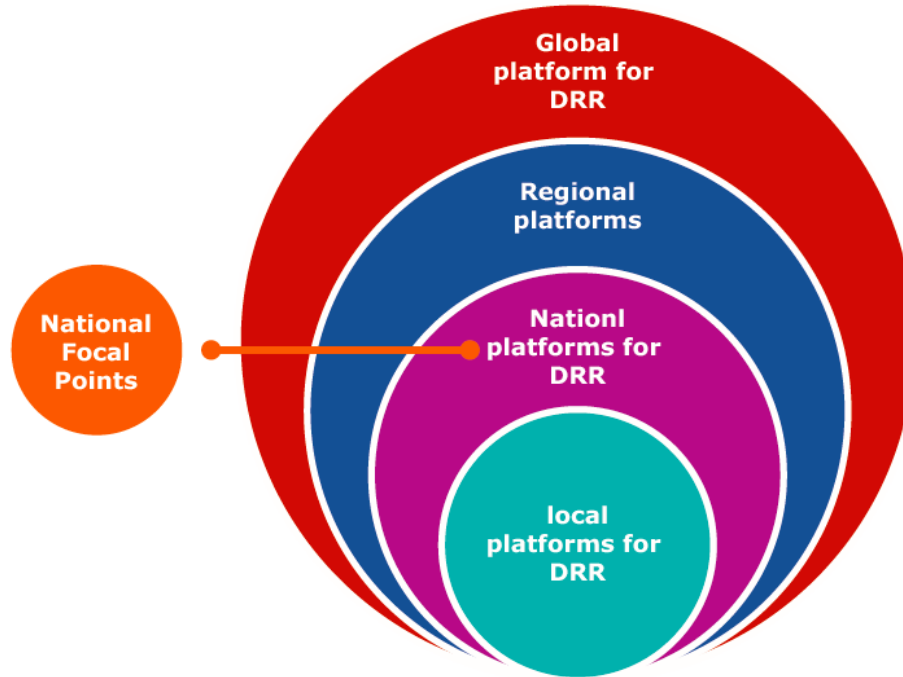 Global
platform for
DRR
Regional
platforms
National
Focal
Points
Nationl
platforms for
DRR
local
platforms for
DRR